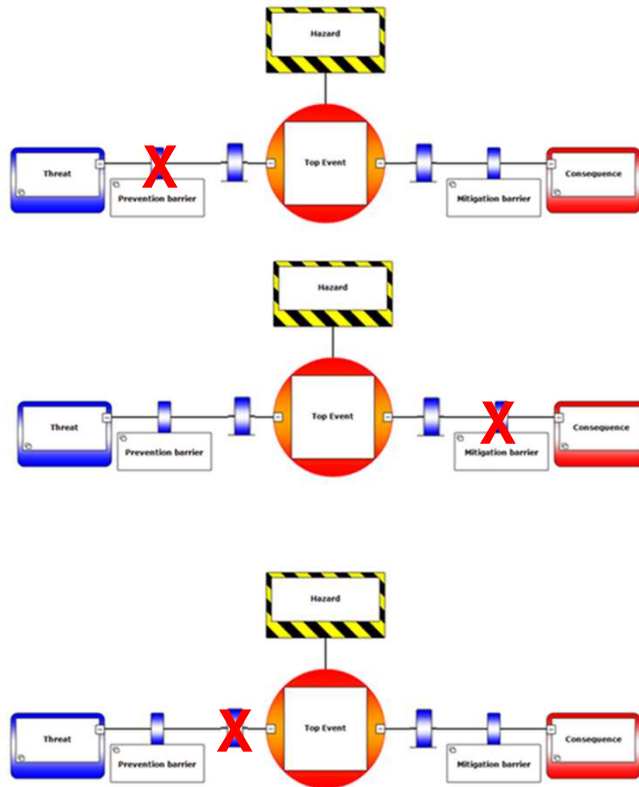 Hazard
X
Threat
Top Event
Consequence
Prevention barrier
Mitigation barrier
Hazard
Threat
Top Event
X
Consequence
Prevention barrier
Mitigation barrier
Hazard
Threat
X
Top Event
Consequence
Prevention barrier
Mitigation barrier